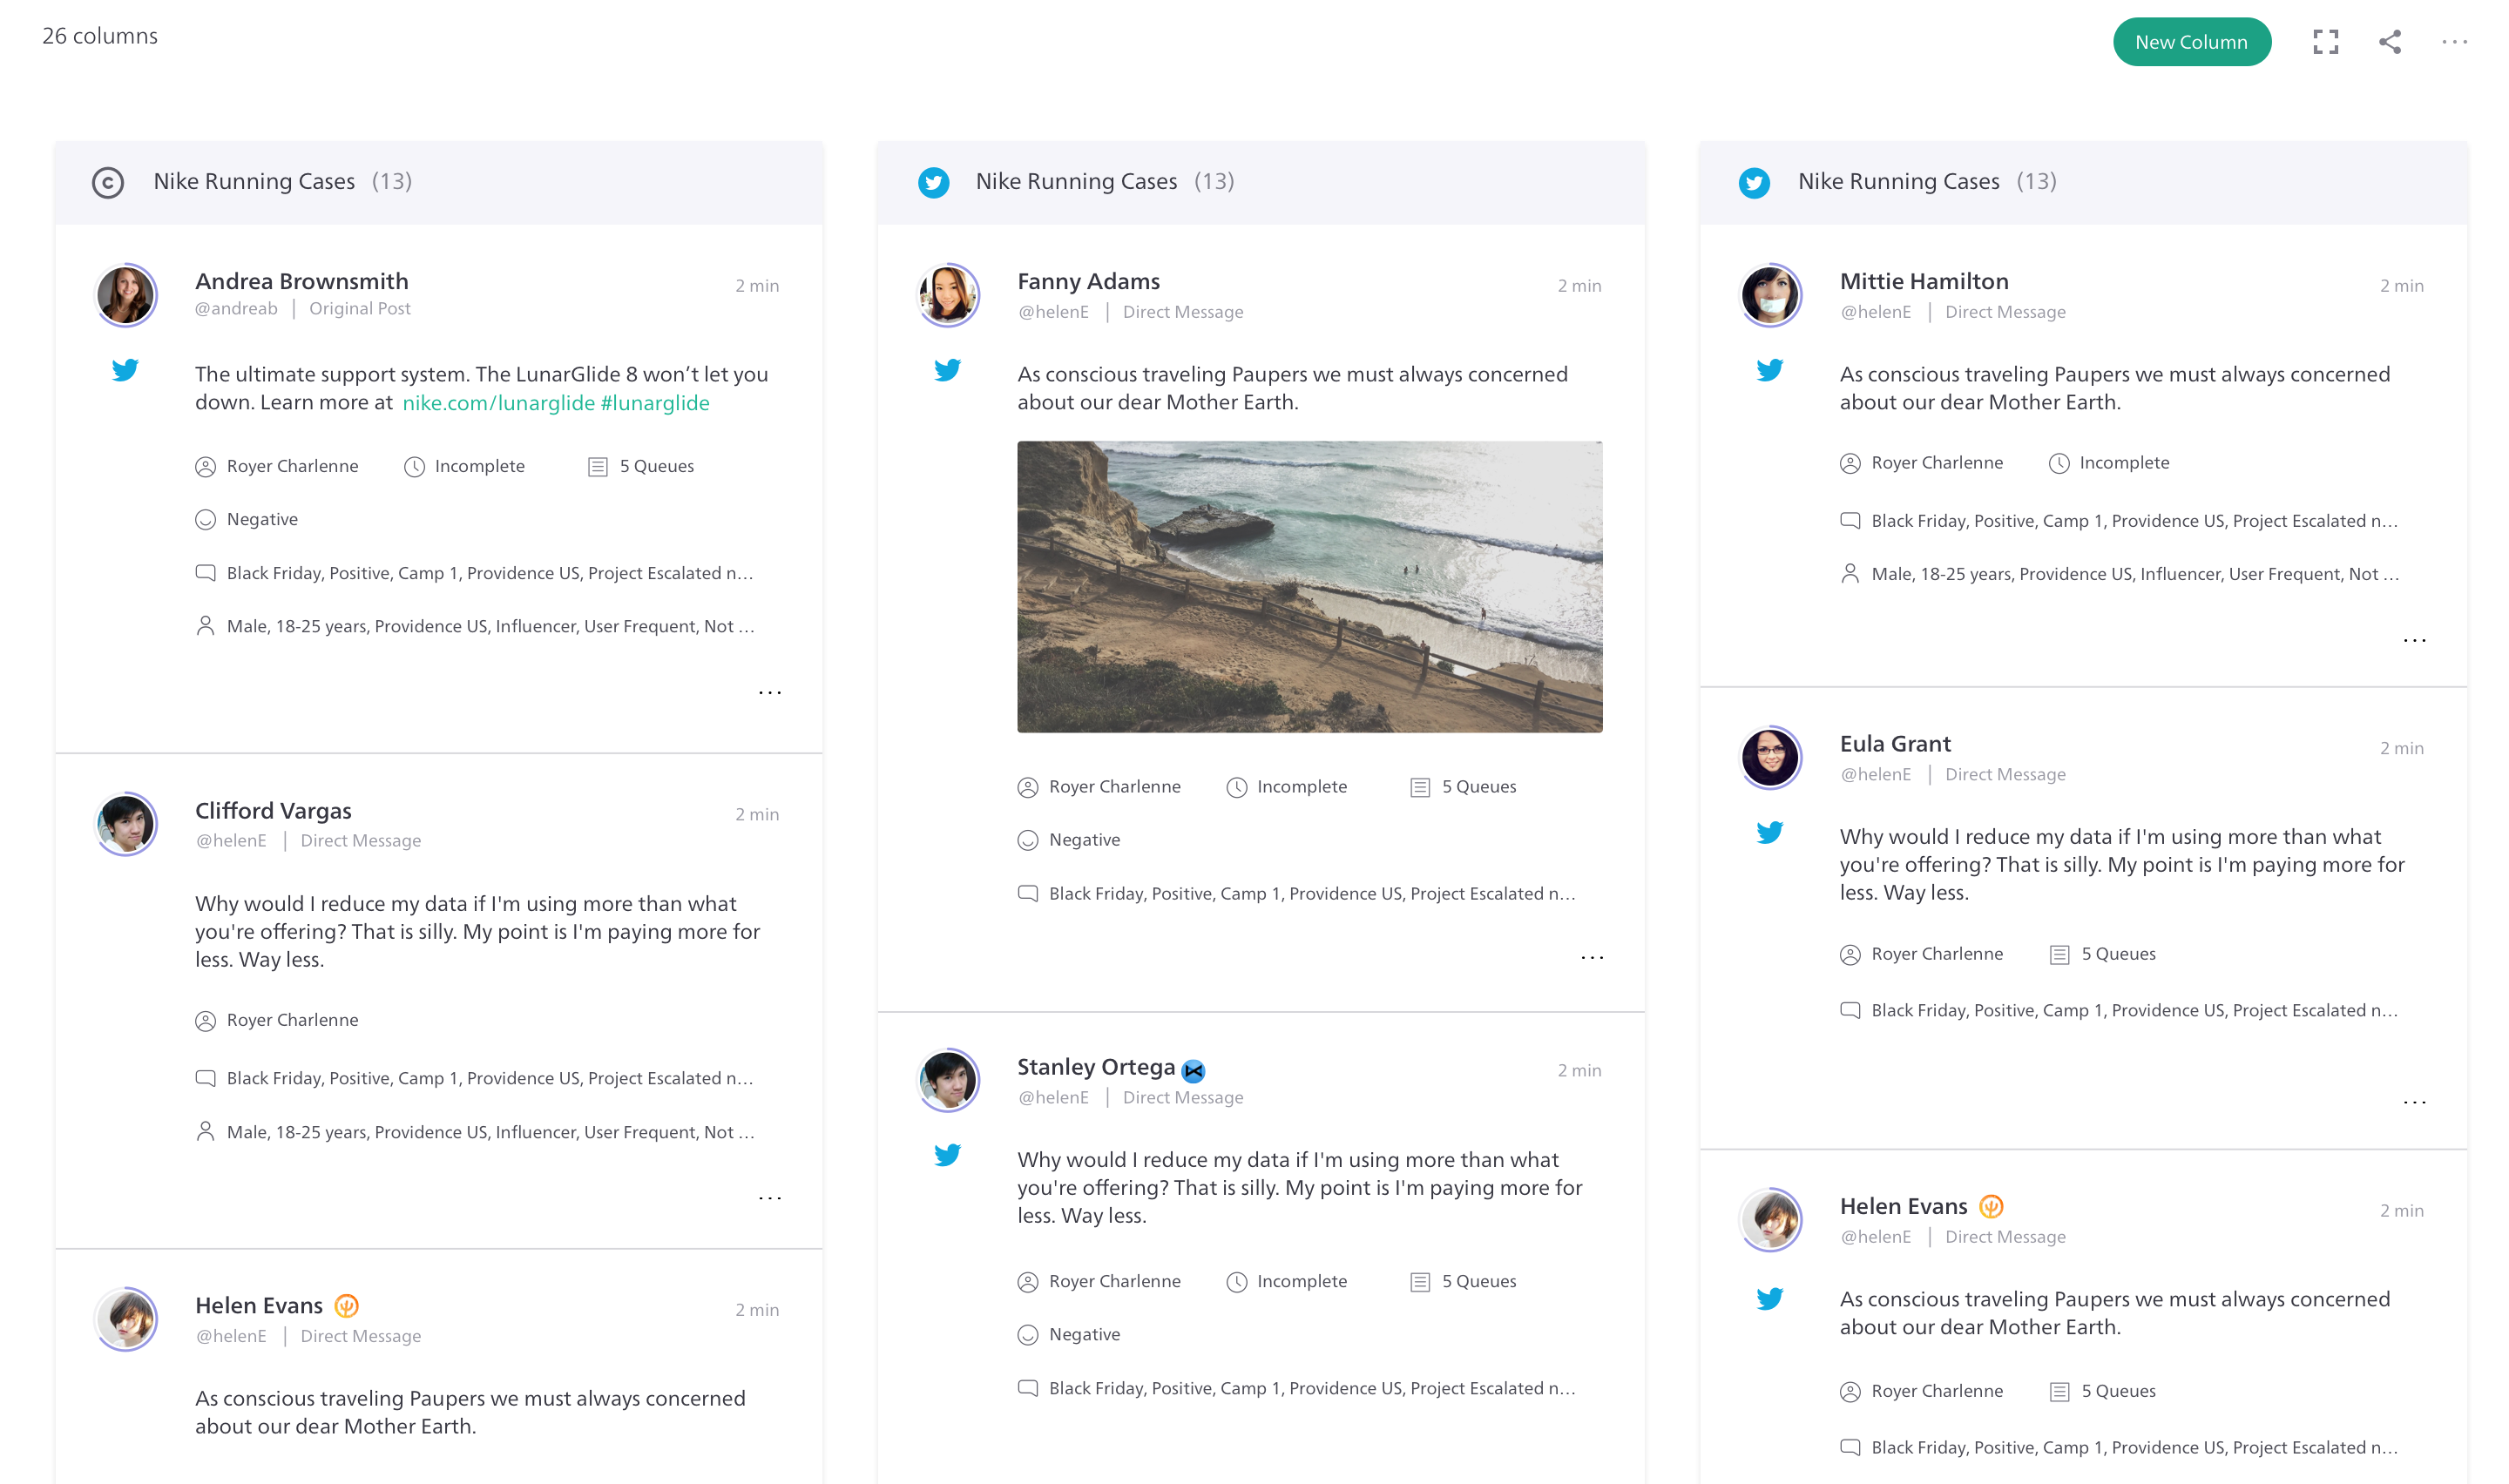 26 columns
New Column
Nike Running Cases (13)
Andrea Brownsmith
2 min
@andreab | Original Post
The ultimate support system. The LunarGlide 8 won’t let you
down. Learn more at nike.com/lunarglide #lunarglide
Royer Charlenne Incomplete 5 Queues
Negative
Black Friday, Positive, Camp 1, Providence US, Project Escalated n...
Male, 18-25 years, Providence US, Influencer, User Frequent, Not ...
Clifford Vargas
2 min
@helenE | Direct Message
Why would I reduce my data if I'm using more than what
you're offering? That is silly. My point is I'm paying more for
less. Way less.
Royer Charlenne
Black Friday, Positive, Camp 1, Providence US, Project Escalated n...
Male, 18-25 years, Providence US, Influencer, User Frequent, Not ...
Helen Evans
2 min
@helenE | Direct Message
As conscious traveling Paupers we must always concerned
about our dear Mother Earth.
Nike Running Cases (13)
Fanny Adams
2 min
@helenE | Direct Message
As conscious traveling Paupers we must always concerned
about our dear Mother Earth.
Royer Charlenne Incomplete 5 Queues
Negative
Black Friday, Positive, Camp 1, Providence US, Project Escalated n...
Stanley Ortega
2 min
@helenE | Direct Message
Why would I reduce my data if I'm using more than what
you're offering? That is silly. My point is I'm paying more for
less. Way less.
Royer Charlenne Incomplete 5 Queues
Negative
Black Friday, Positive, Camp 1, Providence US, Project Escalated n...
Nike Running Cases (13)
Mittie Hamilton
2 min
@helenE | Direct Message
As conscious traveling Paupers we must always concerned
about our dear Mother Earth.
Royer Charlenne Incomplete
Black Friday, Positive, Camp 1, Providence US, Project Escalated n...
Male, 18-25 years, Providence US, Influencer, User Frequent, Not ...
Eula Grant
2 min
@helenE | Direct Message
Why would I reduce my data if I'm using more than what
you're offering? That is silly. My point is I'm paying more for
less. Way less.
Royer Charlenne 5 Queues
Black Friday, Positive, Camp 1, Providence US, Project Escalated n...
Helen Evans
2 min
@helenE | Direct Message
As conscious traveling Paupers we must always concerned
about our dear Mother Earth.
Royer Charlenne 5 Queues
Black Friday, Positive, Camp 1, Providence US, Project Escalated n...